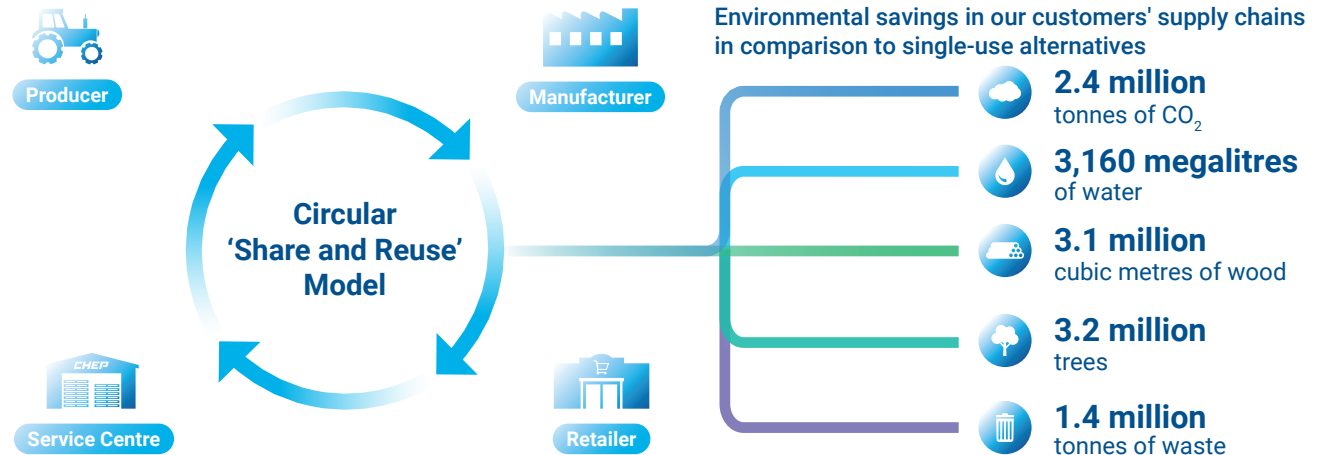 Producer
Manufacturer
Circular
‘Share and Reuse’
Model
CHEP
Service Centre
Retailer
Environmental savings in our customers' supply chains
in comparison to single-use alternatives
2.4 million
tonnes of CO₂
3,160 megalitres
of water
3.1 million
cubic metres of wood
3.2 million
trees
1.4 million
tonnes of waste